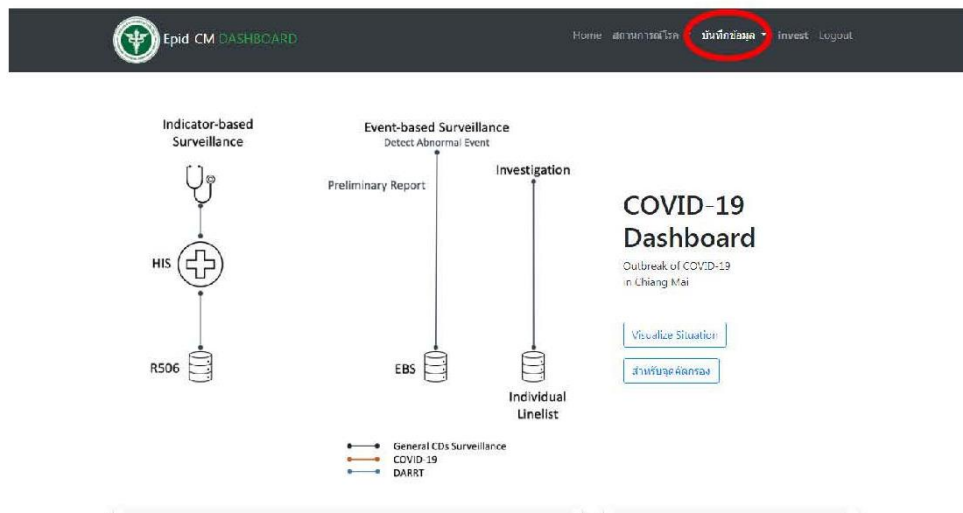 Epid CM DASHBOARD
Home สถานการณ์โรค บันทึกข้อมูล invest Logout
Indicator-based
Surveillance
HIS
R506
Event-based Surveillance
Detect Abnormal Event
Preliminary Report
EBS
Investigation
Individual
Linelist
General CDs Surveillance
COVID-19
DARRT
COVID-19
Dashboard
Outbreak of COVID-19
in Chiang Mai
Visualize Situation
สำหรับจุดคัดกรอง